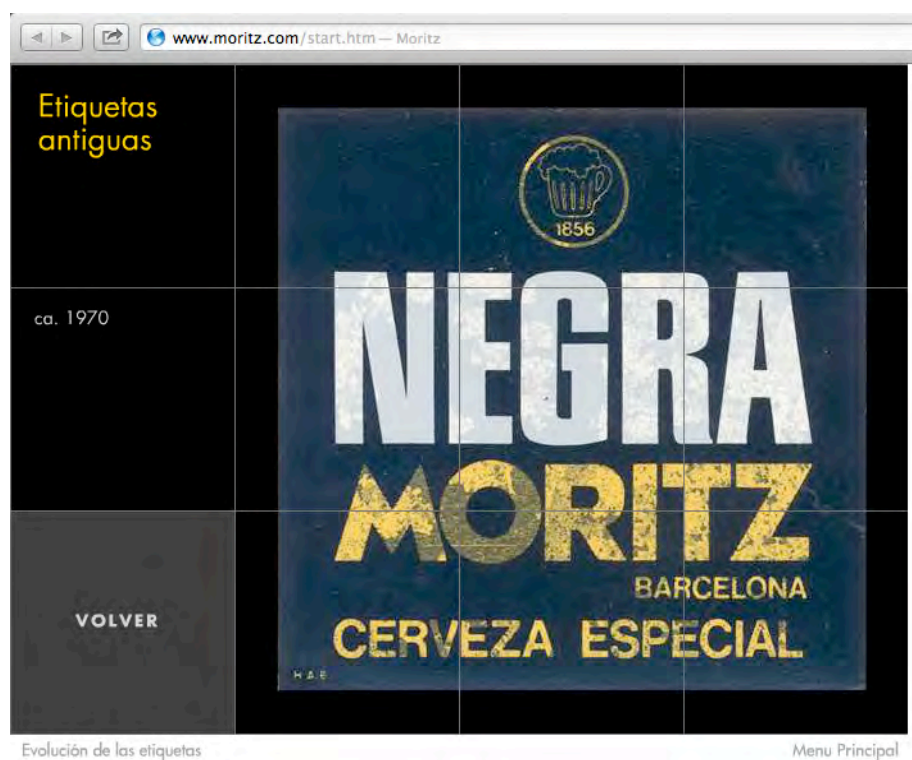 www.moritz.com/start.htm — Moritz
Etiquetas
antiguas
ca. 1970
VOLVER
1856
NEGRA
MORITZ
BARCELONA
CERVEZA ESPECIAL
H.A.E
Evolución de las etiquetas
Menu Principal